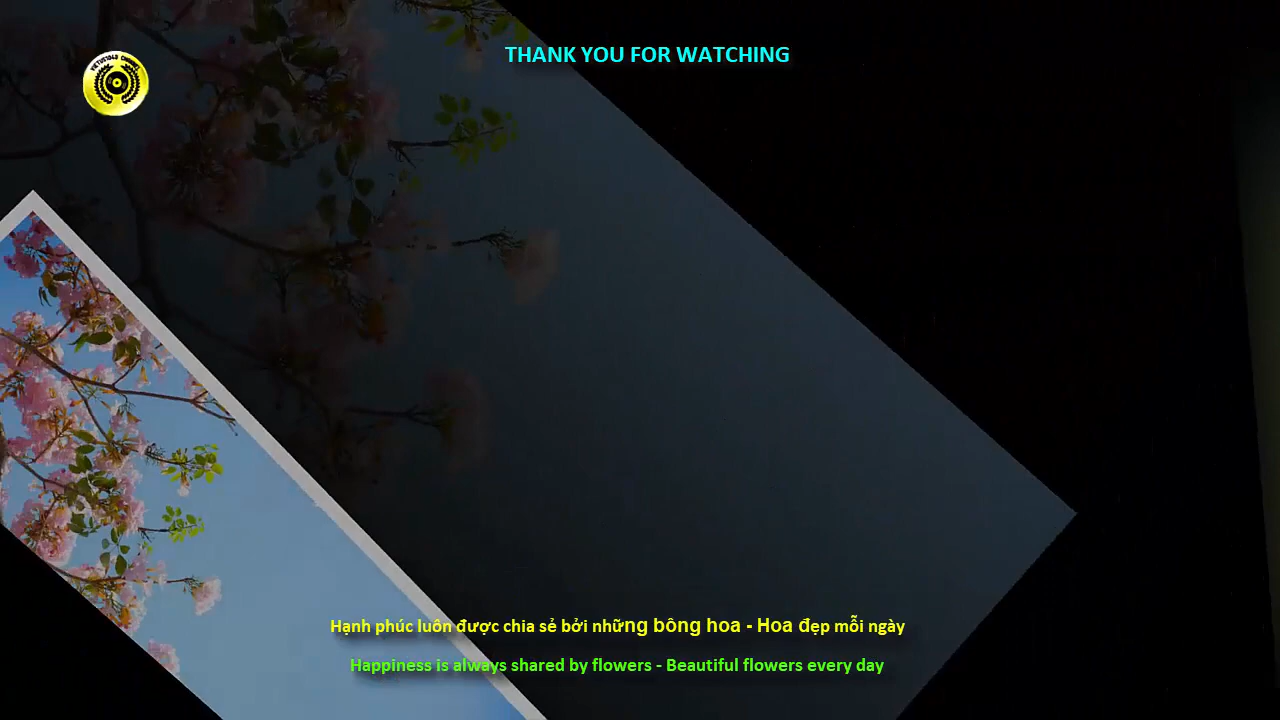 THANK YOU FOR WATCHING
Hạnh phúc luôn được chia sẻ bởi những bông hoa - Hoa đẹp mỗi ngày
Happiness is always shared by flowers - Beautiful flowers every day